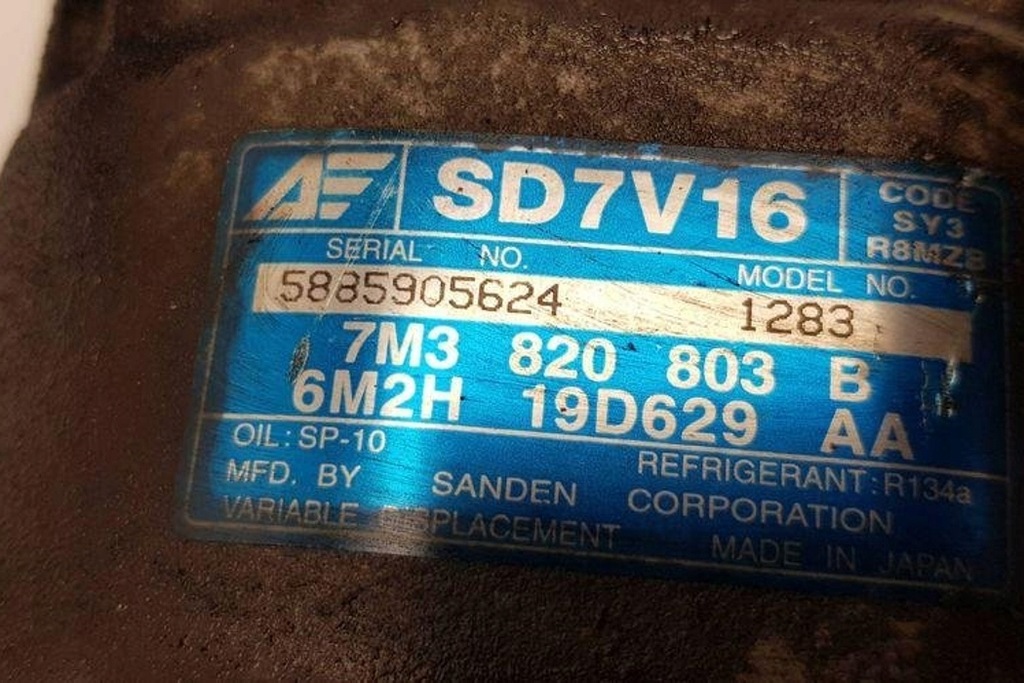 AE SD7V16 CODE
SY3
R8MZB
SERIAL NO. MODEL NO.
5885905624 1283
7M3 820 803 B
6M2H 19D629 AA
OIL: SP-10 REFRIGERANT: R134a
MFD. BY SANDEN CORPORATION
VARIABLE DISPLACEMENT MADE IN JAPAN